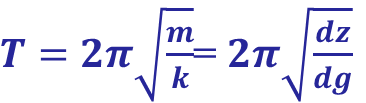 T = 2π√(m/k) = 2π√(dz/dg)